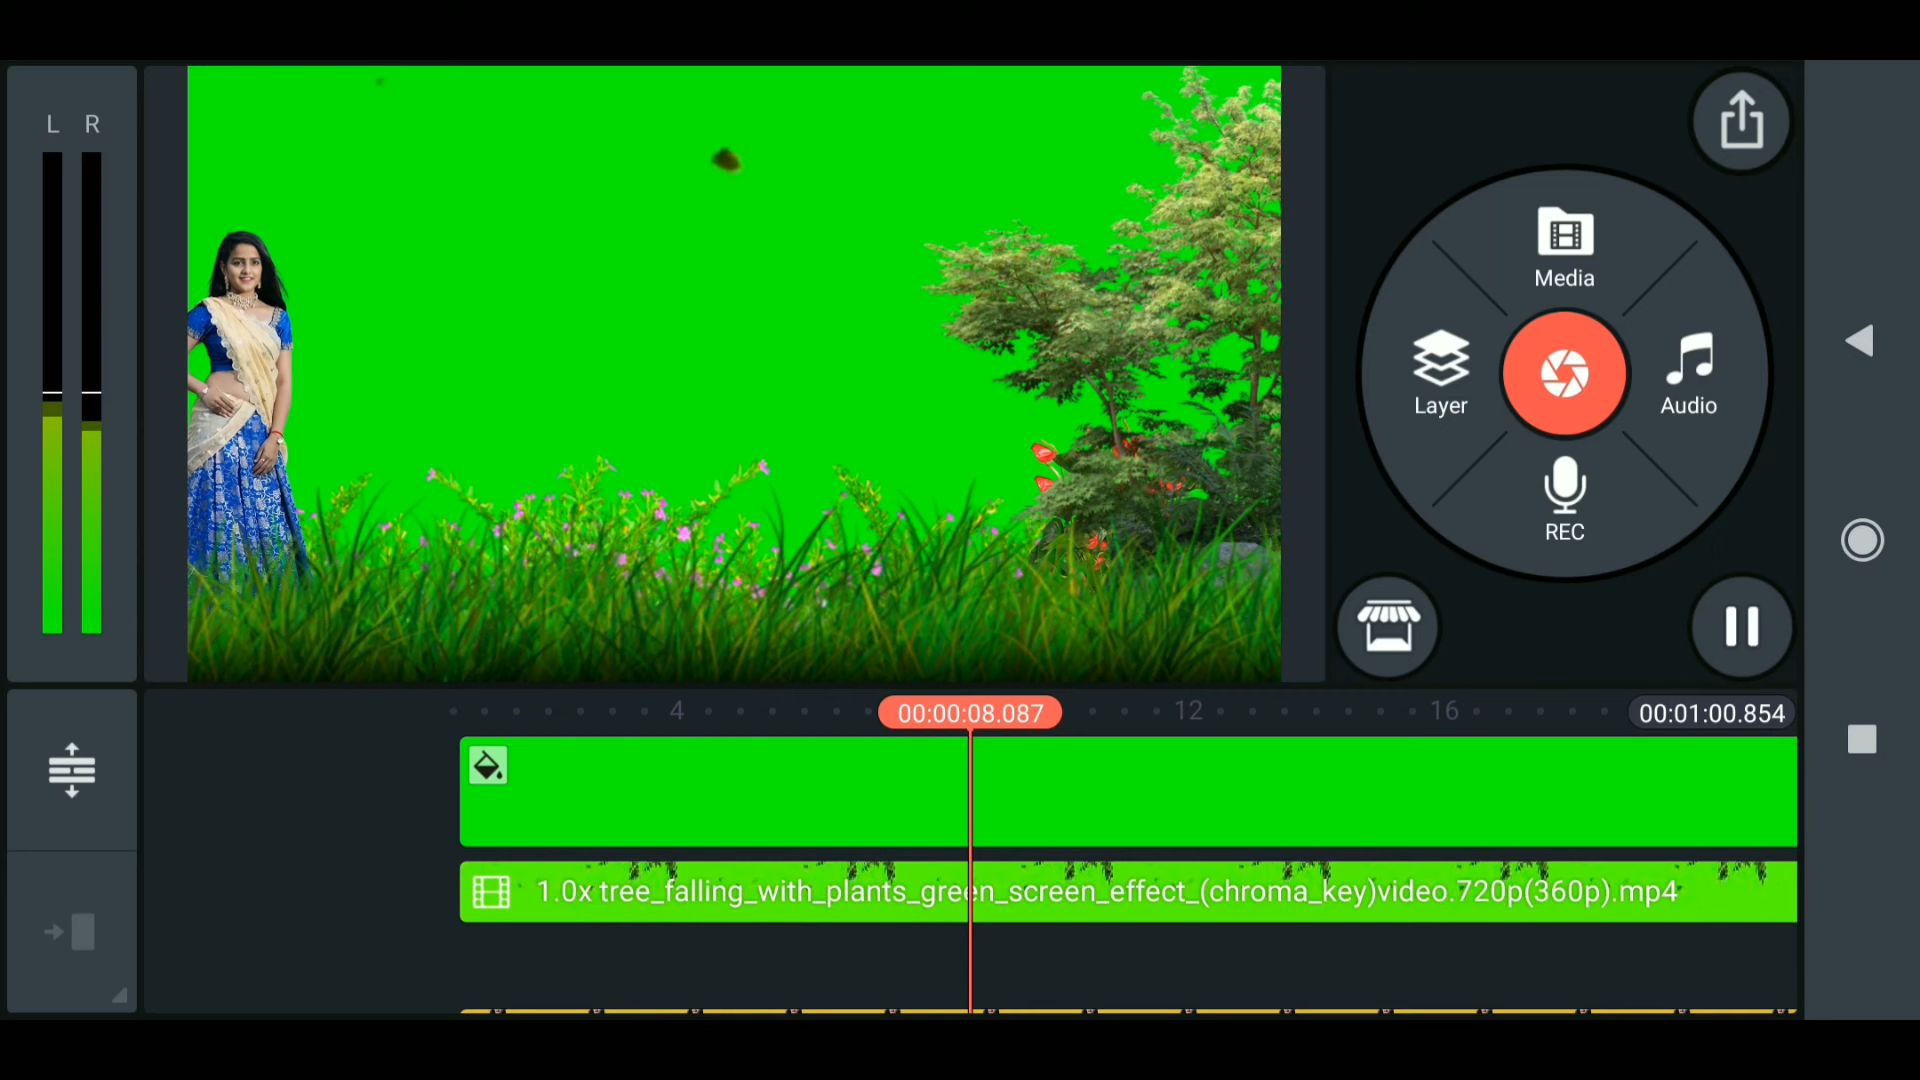 L R
Media
Layer
Audio
REC
4
00:00:08.087
12
16
00:01:00.854
1.0x tree_falling_with_plants_green_screen_effect_(chroma_key)video.720p(360p).mp4